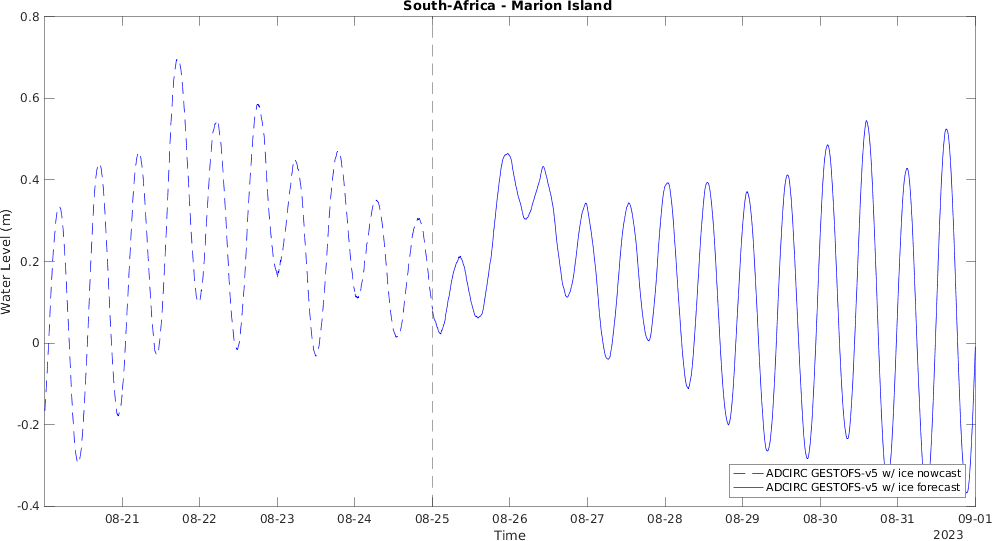 South-Africa - Marion Island
Water Level (m)
0.8
0.6
0.4
0.2
0
-0.2
-0.4
ADCIRC GESTOFS-v5 w/ ice nowcast
ADCIRC GESTOFS-v5 w/ ice forecast
08-21 08-22 08-23 08-24 08-25 08-26 08-27 08-28 08-29 08-30 08-31 09-01
Time
2023